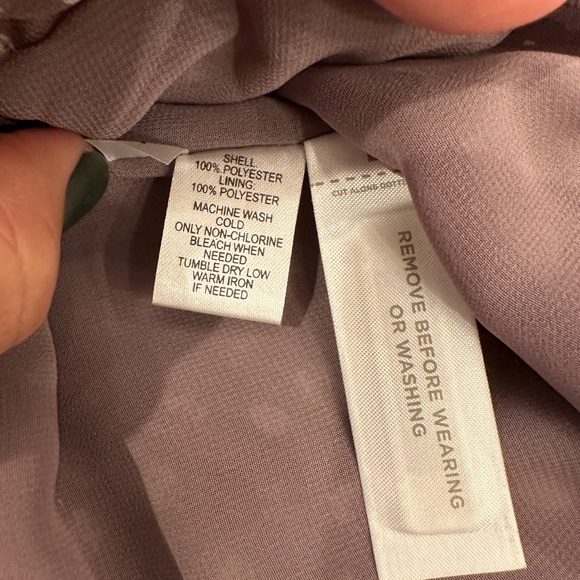 SHELL
100% POLYESTER
LINING:
100% POLYESTER
MACHINE WASH
COLD
ONLY NON-CHLORINE
BLEACH WHEN
NEEDED
TUMBLE DRY LOW
WARM IRON
IF NEEDED
CUT ALONG
REMOVE BEFORE WEARING
OR WASHING